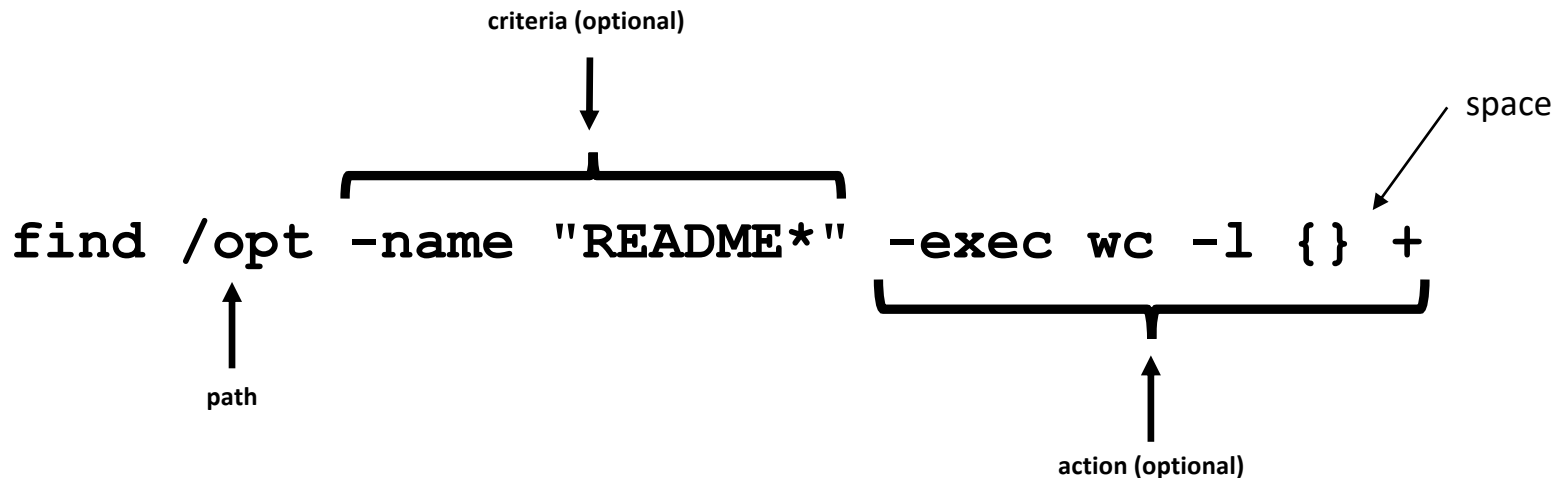 criteria (optional)
space
find /opt -name "README*" -exec wc -l {} +
path
action (optional)